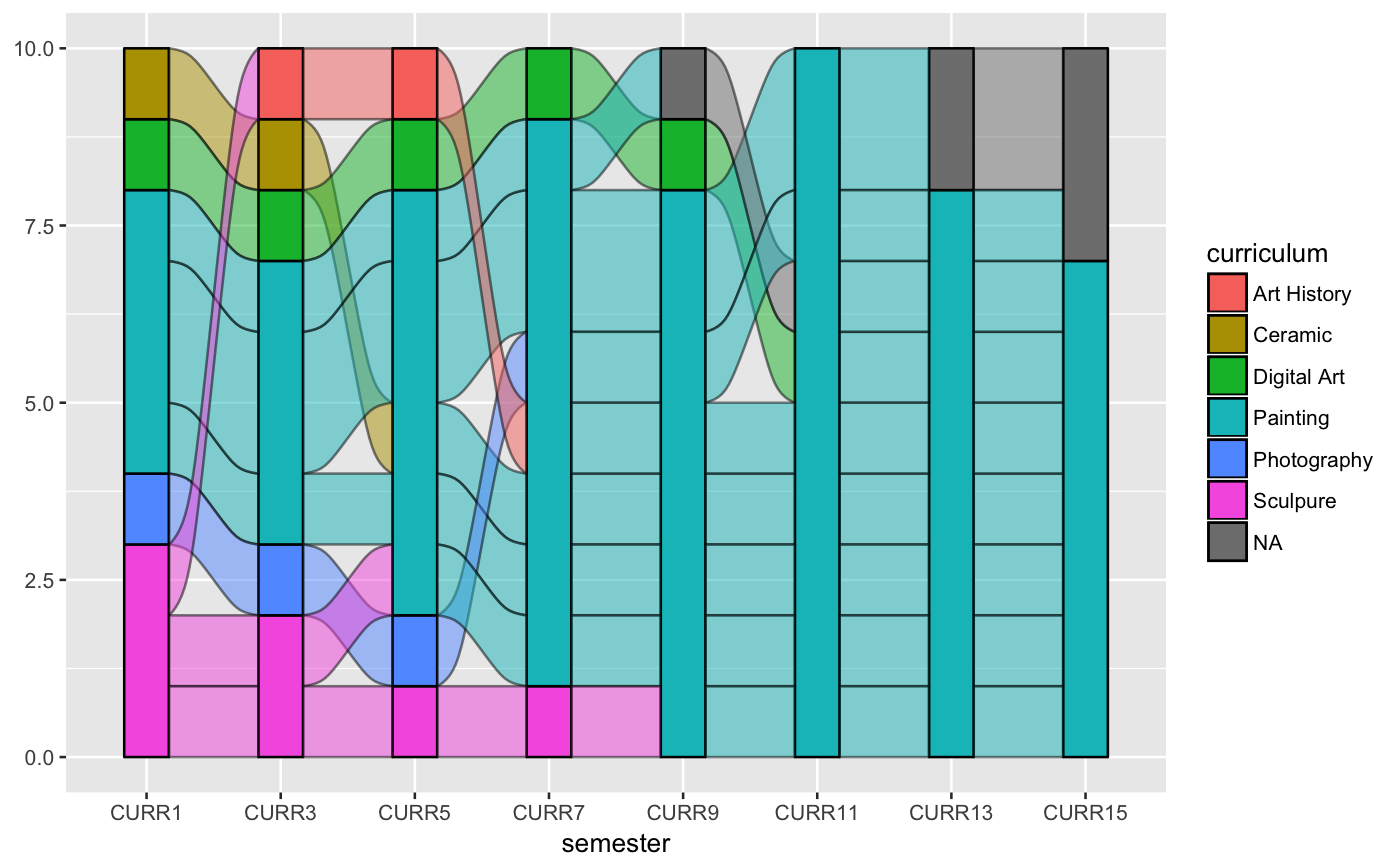 10.0
7.5
5.0
2.5
0.0
CURR1 CURR3 CURR5 CURR7 CURR9 CURR11 CURR13 CURR15
semester
curriculum
Art History
Ceramic
Digital Art
Painting
Photography
Sculpure
NA